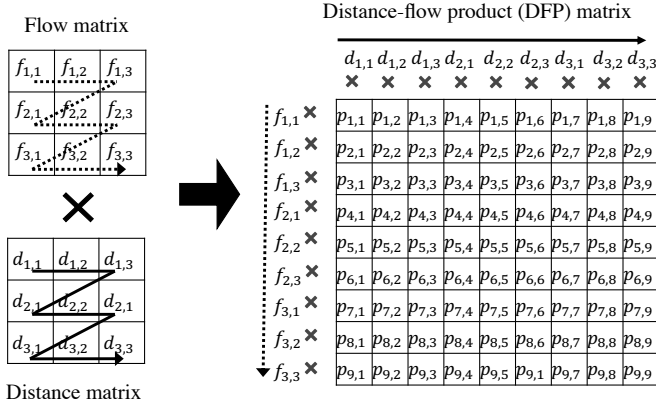 Distance-flow product (DFP) matrix
Flow matrix
f1,1 f1,2 f1,3
f2,1 f2,2 f2,3
f3,1 f3,2 f3,3
×
d1,1 d1,2 d1,3
d2,1 d2,2 d2,1
d3,1 d3,2 d3,3
Distance matrix
d1,1 d1,2 d1,3 d2,1 d2,2 d2,3 d3,1 d3,2 d3,3
× × × × × × × × ×
f1,1 × p1,1 p1,2 p1,3 p1,4 p1,5 p1,6 p1,7 p1,8 p1,9
f1,2 × p2,1 p2,2 p2,3 p2,4 p2,5 p2,6 p2,7 p2,8 p2,9
f1,3 × p3,1 p3,2 p3,3 p3,4 p3,5 p3,6 p3,7 p3,8 p3,9
f2,1 × p4,1 p4,2 p4,3 p4,4 p4,5 p4,6 p4,7 p4,8 p4,9
f2,2 × p5,1 p5,2 p5,3 p5,4 p5,5 p5,6 p5,7 p5,8 p5,9
f2,3 × p6,1 p6,2 p6,3 p6,4 p6,5 p6,6 p6,7 p6,8 p6,9
f3,1 × p7,1 p7,2 p7,3 p7,4 p7,5 p7,6 p7,7 p7,8 p7,9
f3,2 × p8,1 p8,2 p8,3 p8,4 p8,5 p8,6 p8,7 p8,8 p8,9
f3,3 × p9,1 p9,2 p9,3 p9,4 p9,5 p9,1 p9,7 p9,8 p9,9